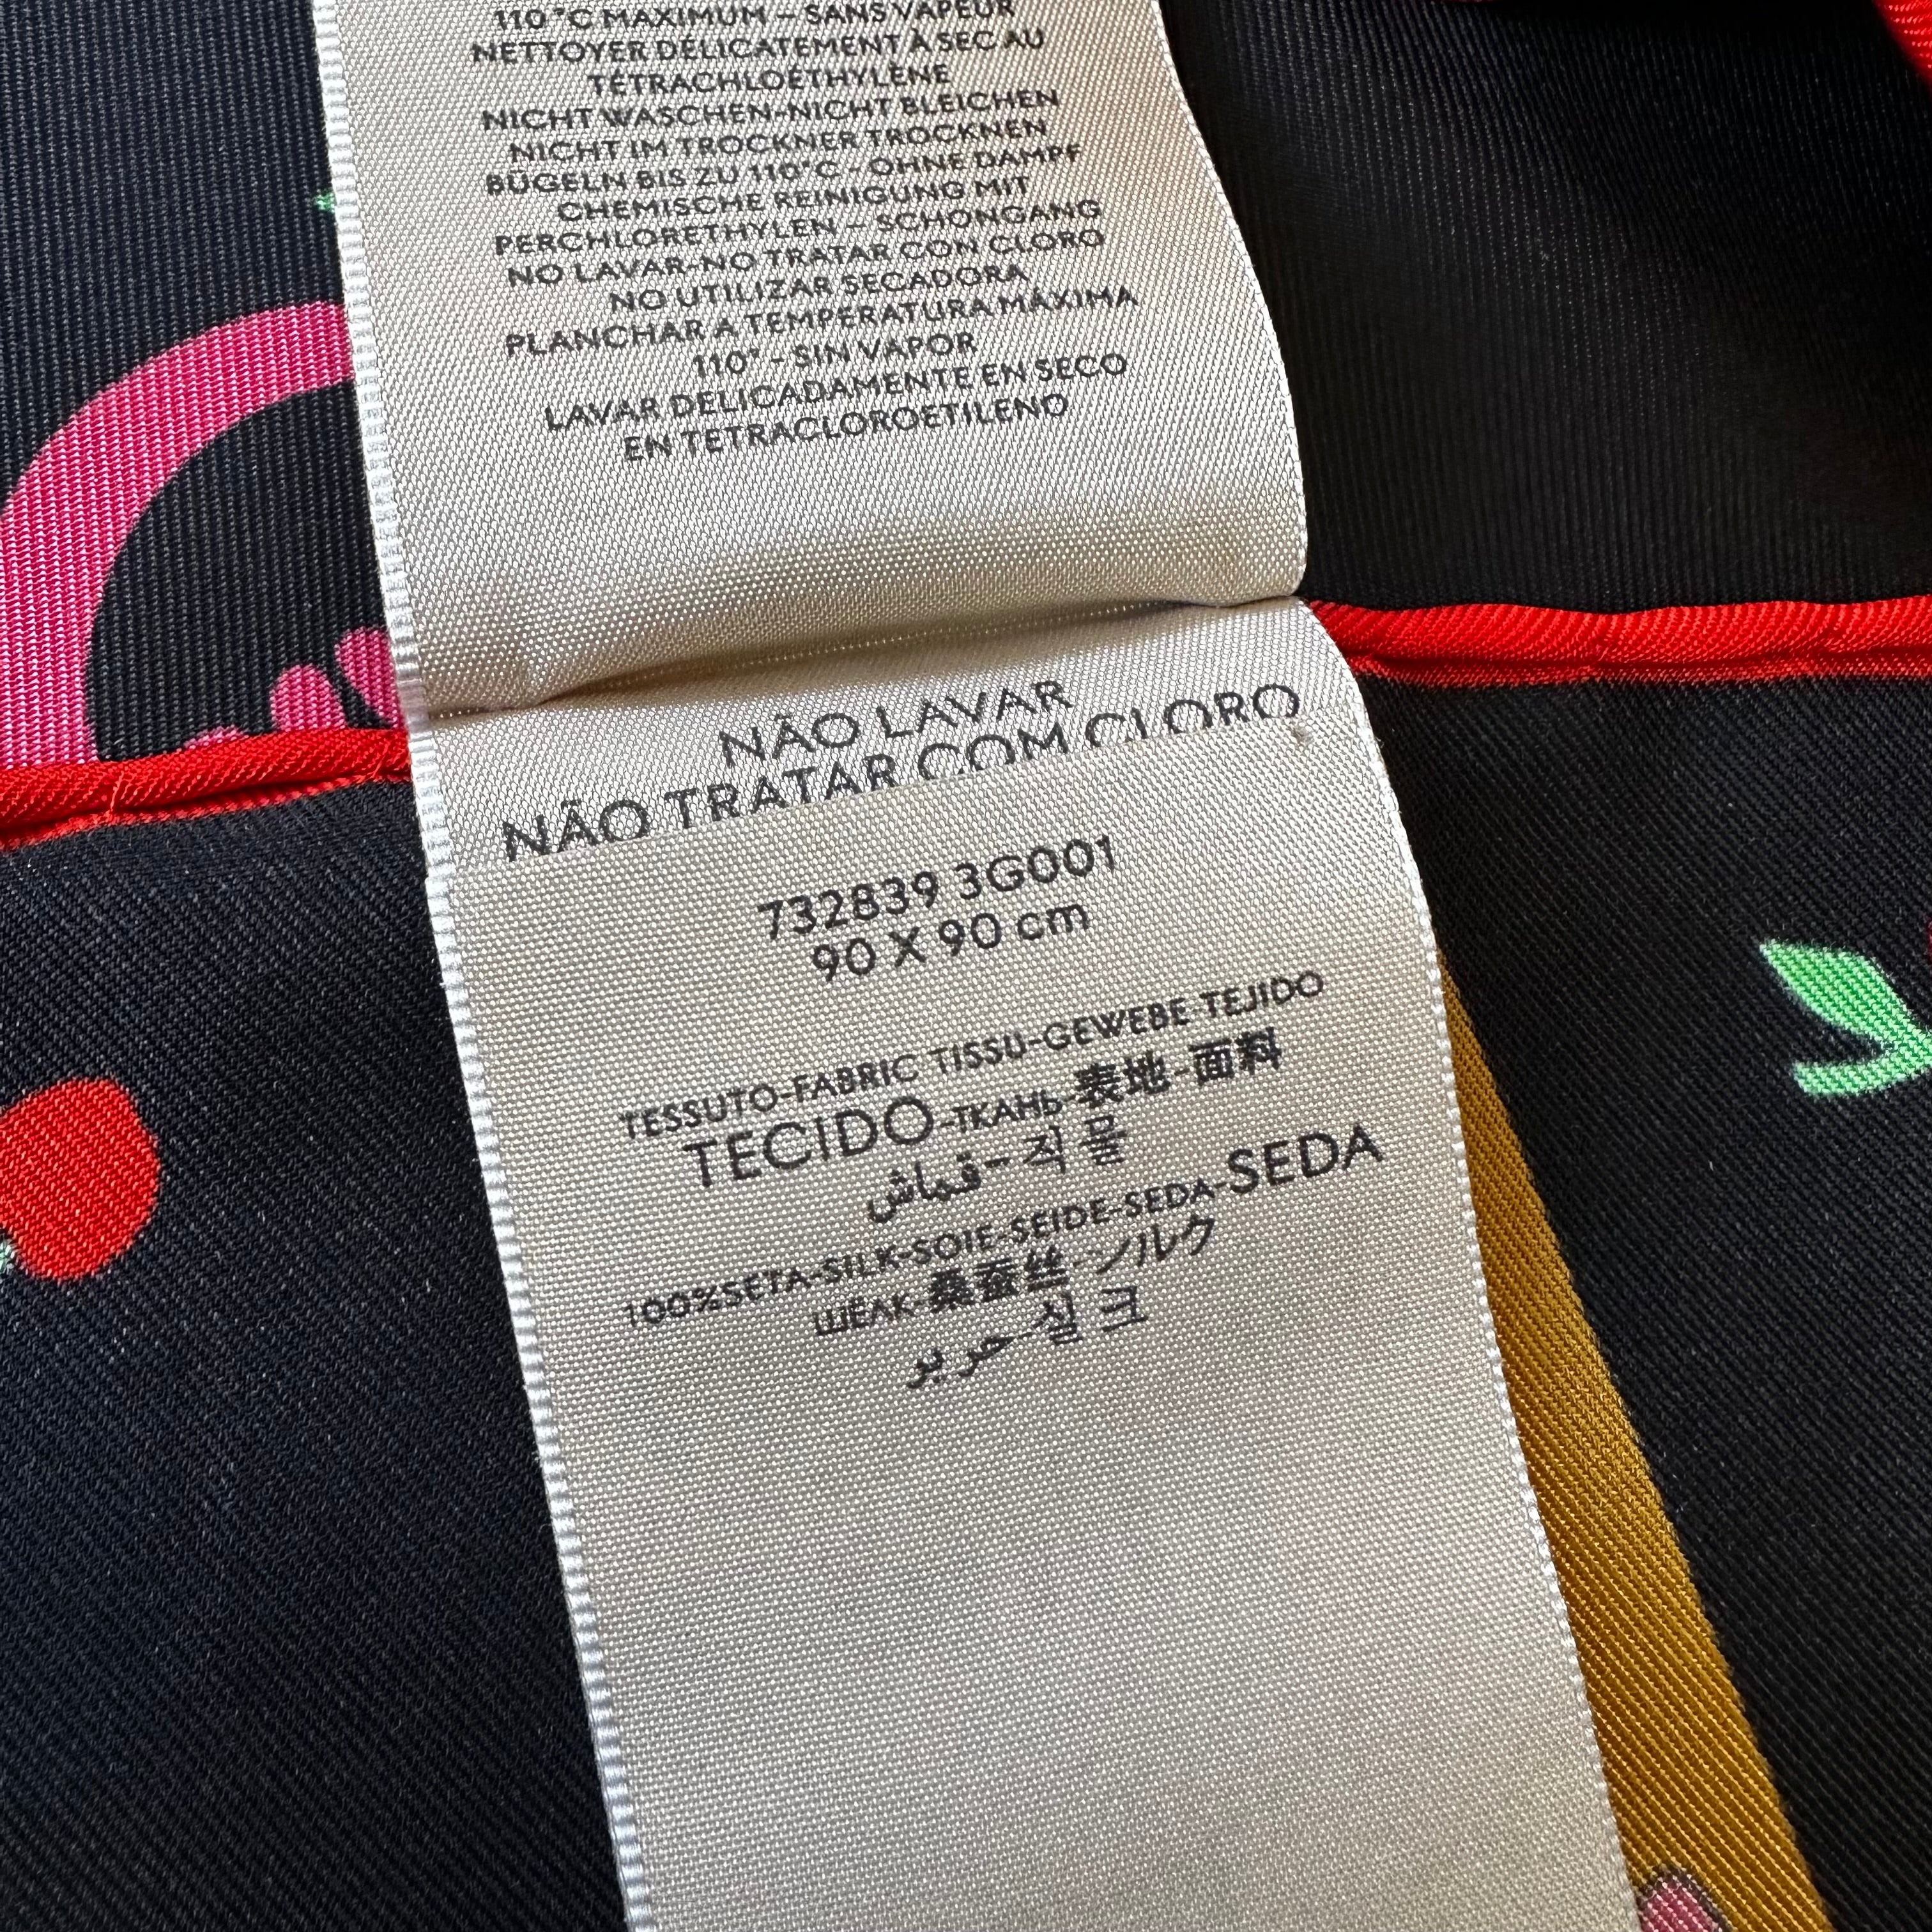 110 °C MAXIMUM – SANS VAPEUR
NETTOYER DÉLICATEMENT À SEC AU
TÉTRACHLOÉTHYLÈNE
NICHT WASCHEN-NICHT BLEICHEN
NICHT IM TROCKNER TROCKNEN
BÜGELN BIS ZU 110°C - OHNE DAMPF
CHEMISCHE REINIGUNG MIT
PERCHLORETHYLEN – SCHONGANG
NO LAVAR-NO TRATAR CON CLORO
NO UTILIZAR SECADORA
PLANCHAR A TEMPERATURA MÁXIMA
110° - SIN VAPOR
LAVAR DELICADAMENTE EN SECO
EN TETRACLOROETILENO
NÃO LAVAR
NÃO TRATAR COM CLORO
732839 3G001
90 X 90 cm
TESSUTO-FABRIC TISSU-GEWEBE-TEJIDO
TECIDO-ТКАНЬ-表地-面料
قماش-직물
100%SETA-SILK-SOIE-SEIDE-SEDA-SEDA
ШЁЛК-桑蚕丝-シルク
حرير-실크